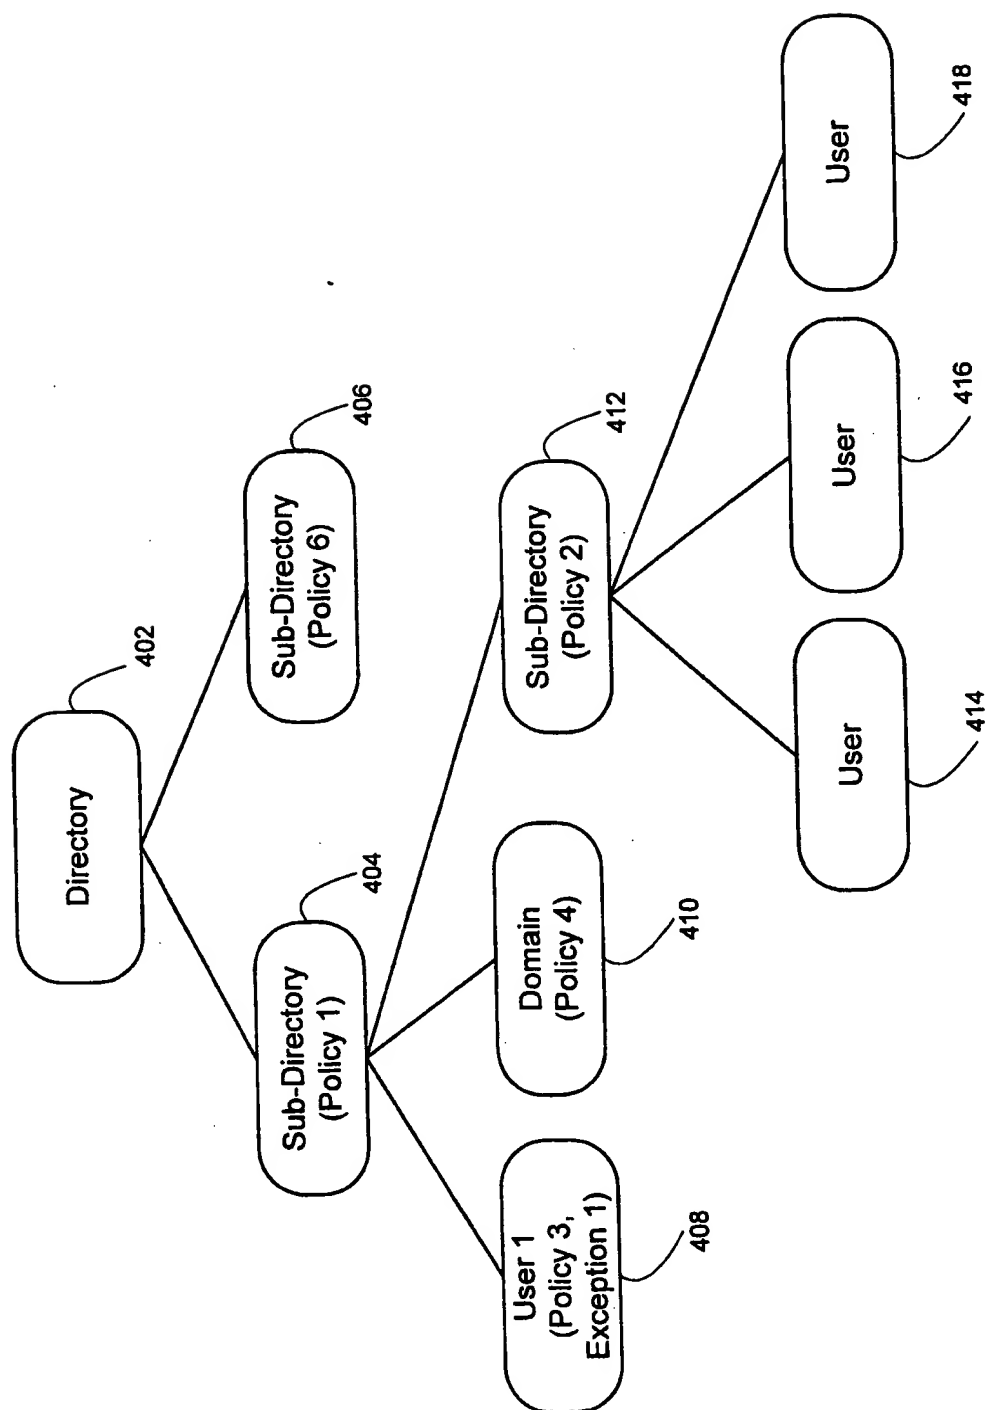 Directory
402
Sub-Directory
(Policy 1)
404
Sub-Directory
(Policy 6)
406
User 1
(Policy 3,
Exception 1)
408
Domain
(Policy 4)
410
Sub-Directory
(Policy 2)
412
User
414
User
416
User
418